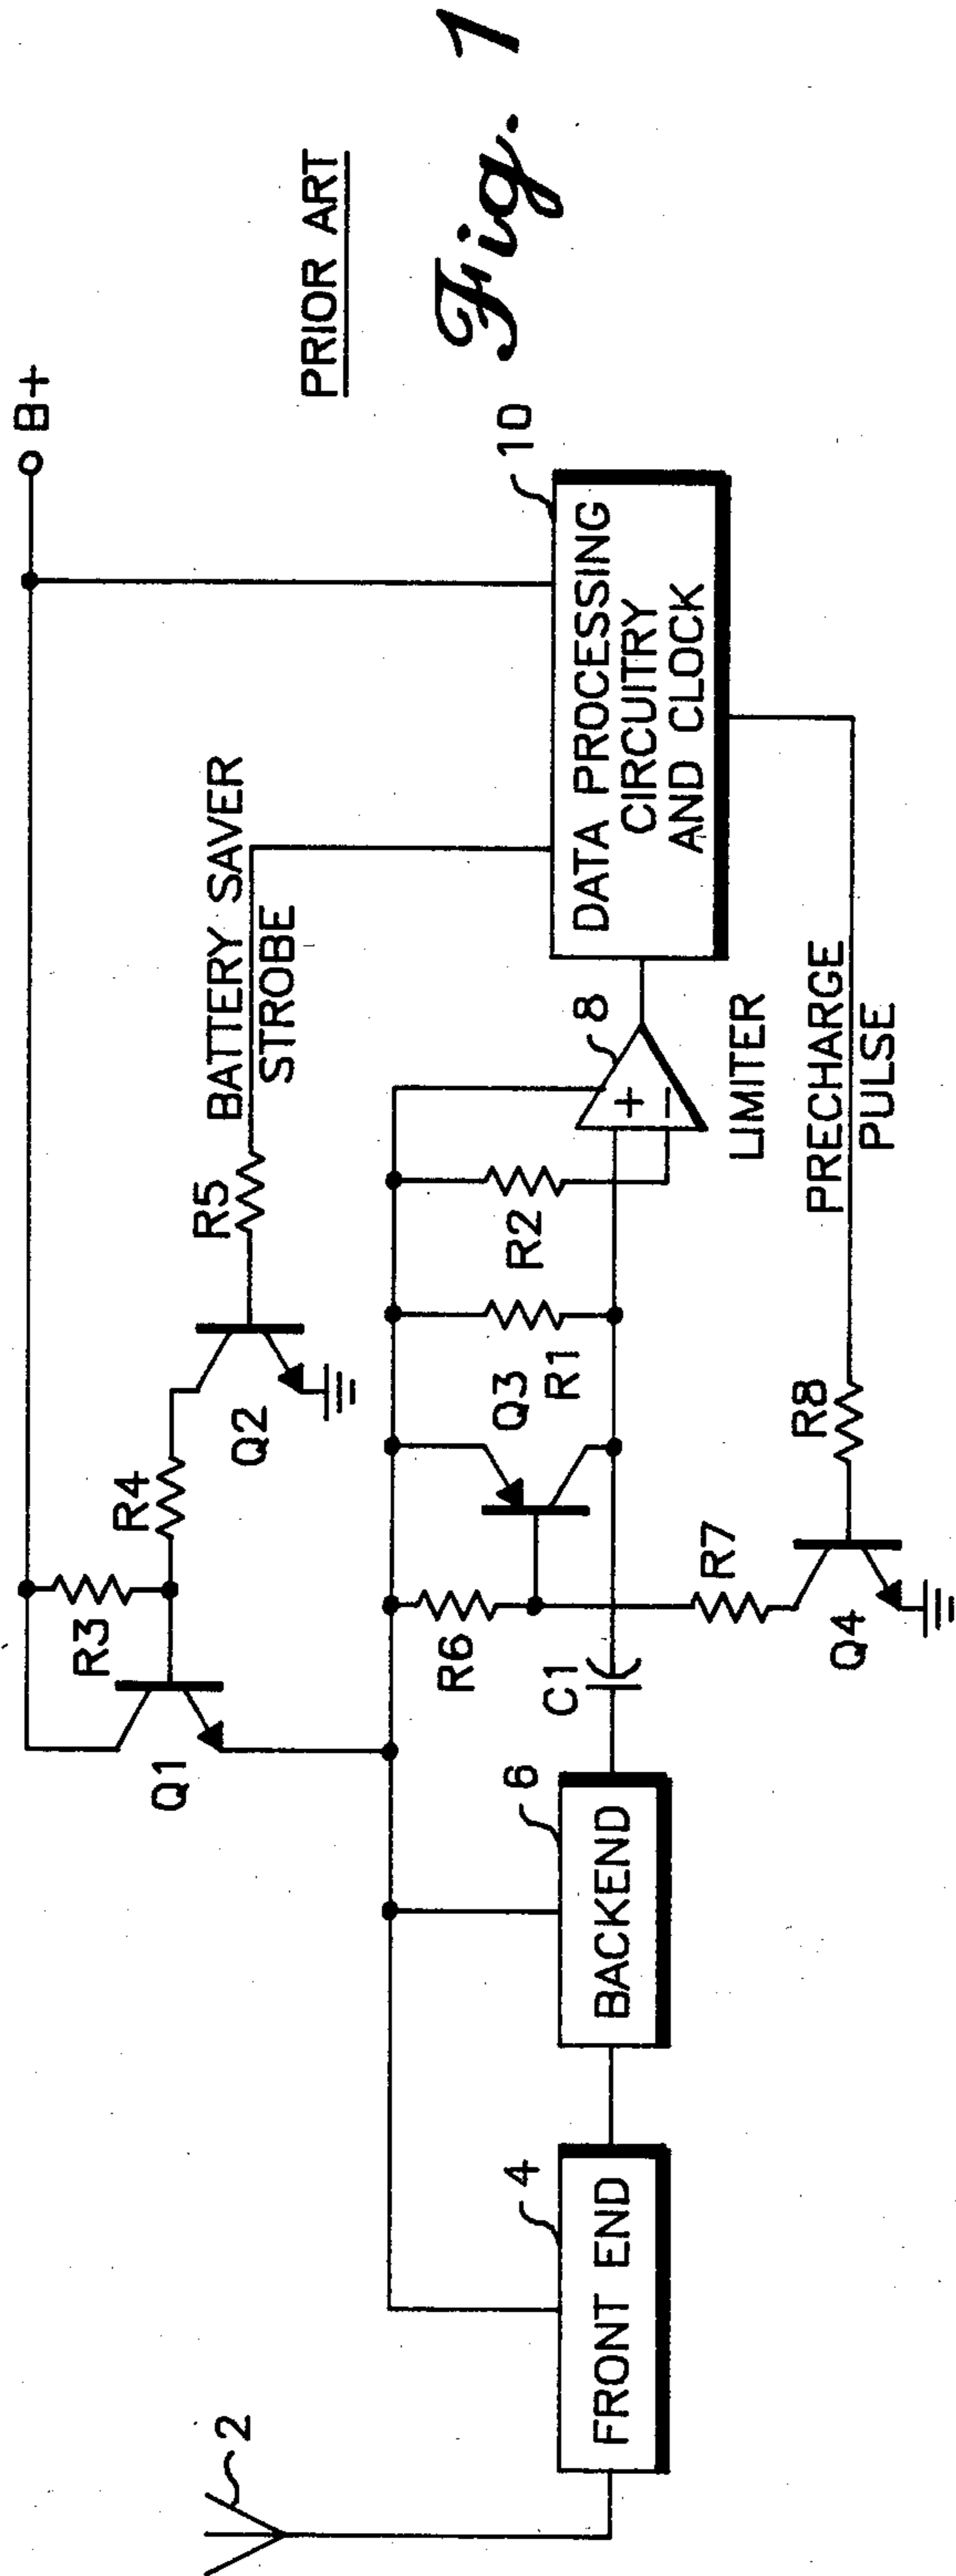 B+
PRIOR ART
Fig. 1
BATTERY SAVER
STROBE
R3
R4
R5
Q1
Q2
R6
Q3
R1
R2
8
10
2
4
FRONT END
6
BACKEND
C1
+
−
LIMITER
DATA PROCESSING
CIRCUITRY
AND CLOCK
R7
Q4
R8
PRECHARGE
PULSE